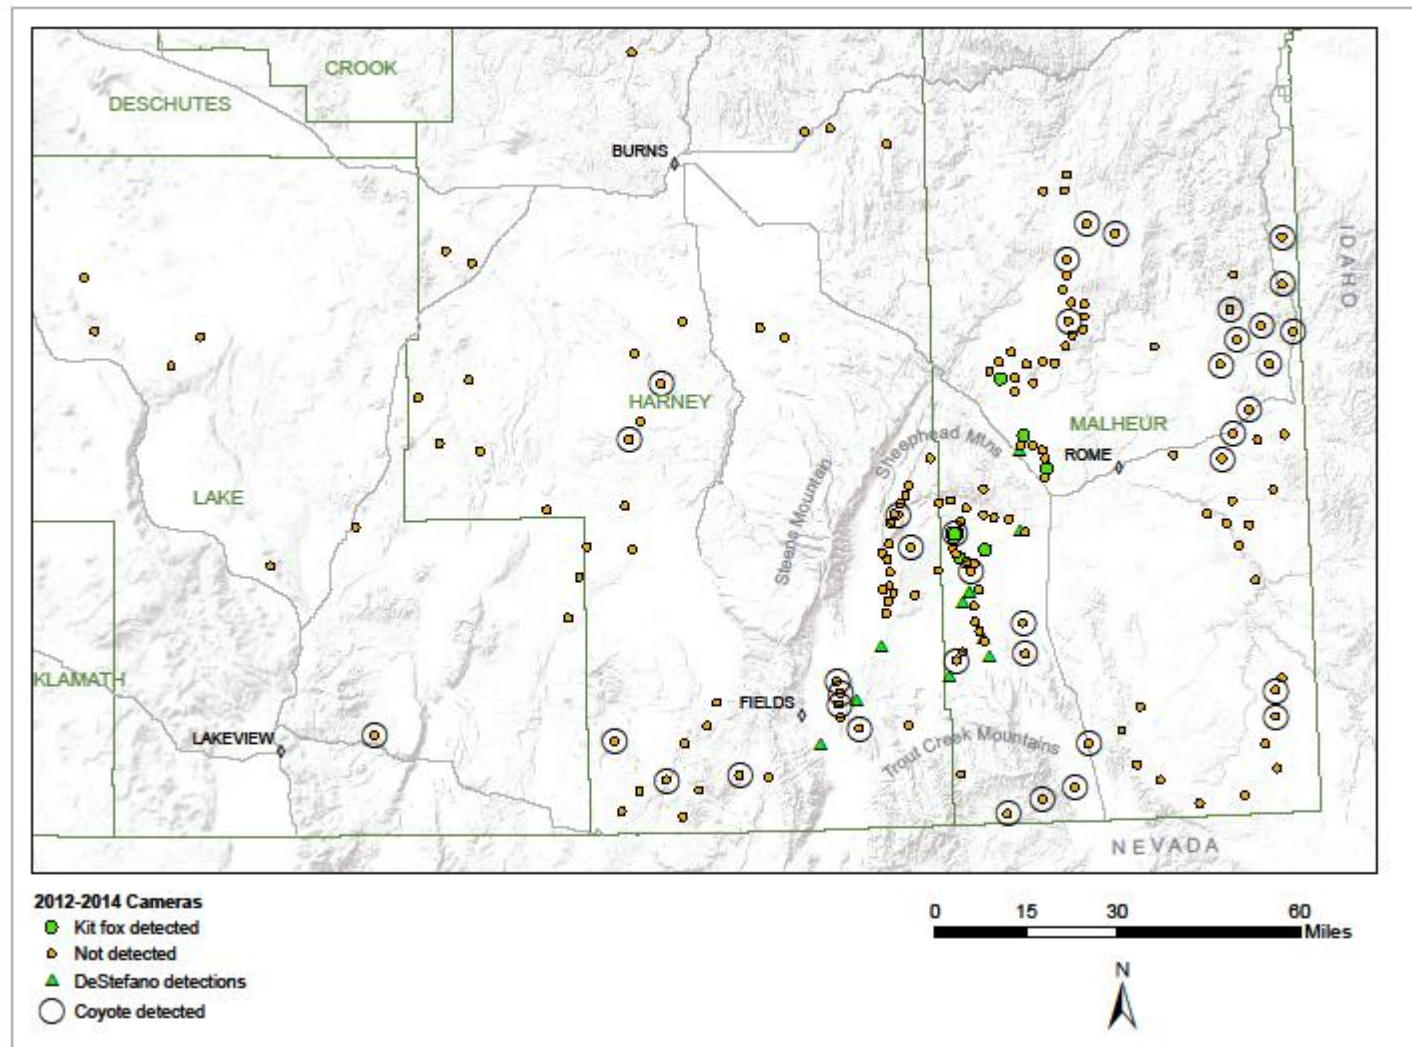 CROOK
DESCHUTES
BURNS
IDAHO
HARNEY
MALHEUR
Sheephead Mtns
ROME
LAKE
Steens Mountain
KLAMATH
FIELDS
LAKEVIEW
Trout Creek Mountains
NEVADA
2012-2014 Cameras
Kit fox detected
Not detected
DeStefano detections
Coyote detected
0 15 30 60
Miles
N